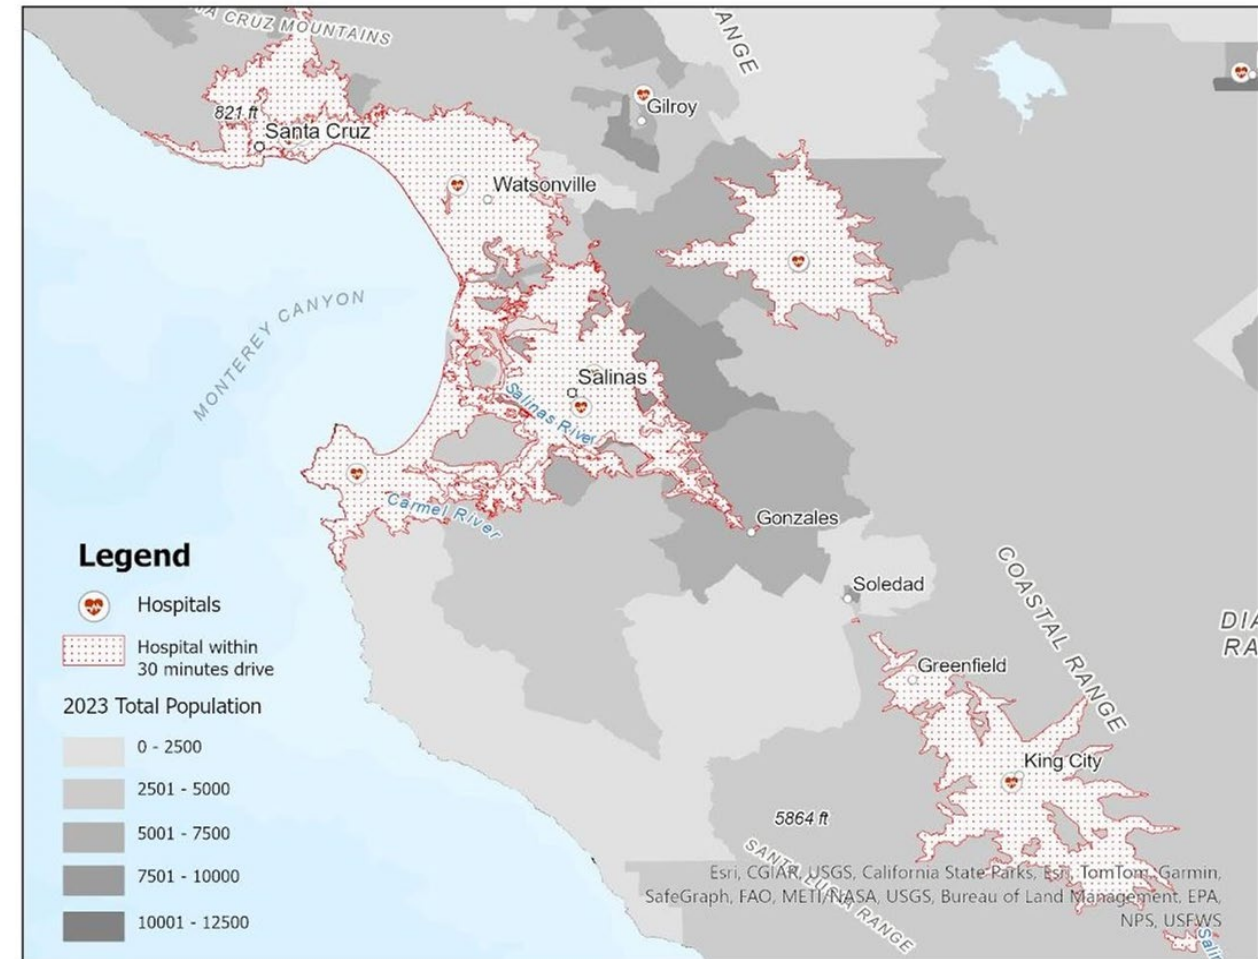 CRUZ MOUNTAINS
ANGE
821 ft
Santa Cruz
Gilroy
Watsonville
MONTEREY CANYON
Salinas
Salinas River
Carmel River
Gonzales
Soledad
COASTAL RANGE
DIA
RA
Greenfield
King City
5864 ft
SANTA LUCIA RANGE
Legend
Hospitals
Hospital within
30 minutes drive
2023 Total Population
0 - 2500
2501 - 5000
5001 - 7500
7501 - 10000
10001 - 12500
Esri, CGIAR, USGS, California State Parks, Esri, TomTom, Garmin,
SafeGraph, FAO, METI/NASA, USGS, Bureau of Land Management, EPA,
NPS, USFWS
Salin